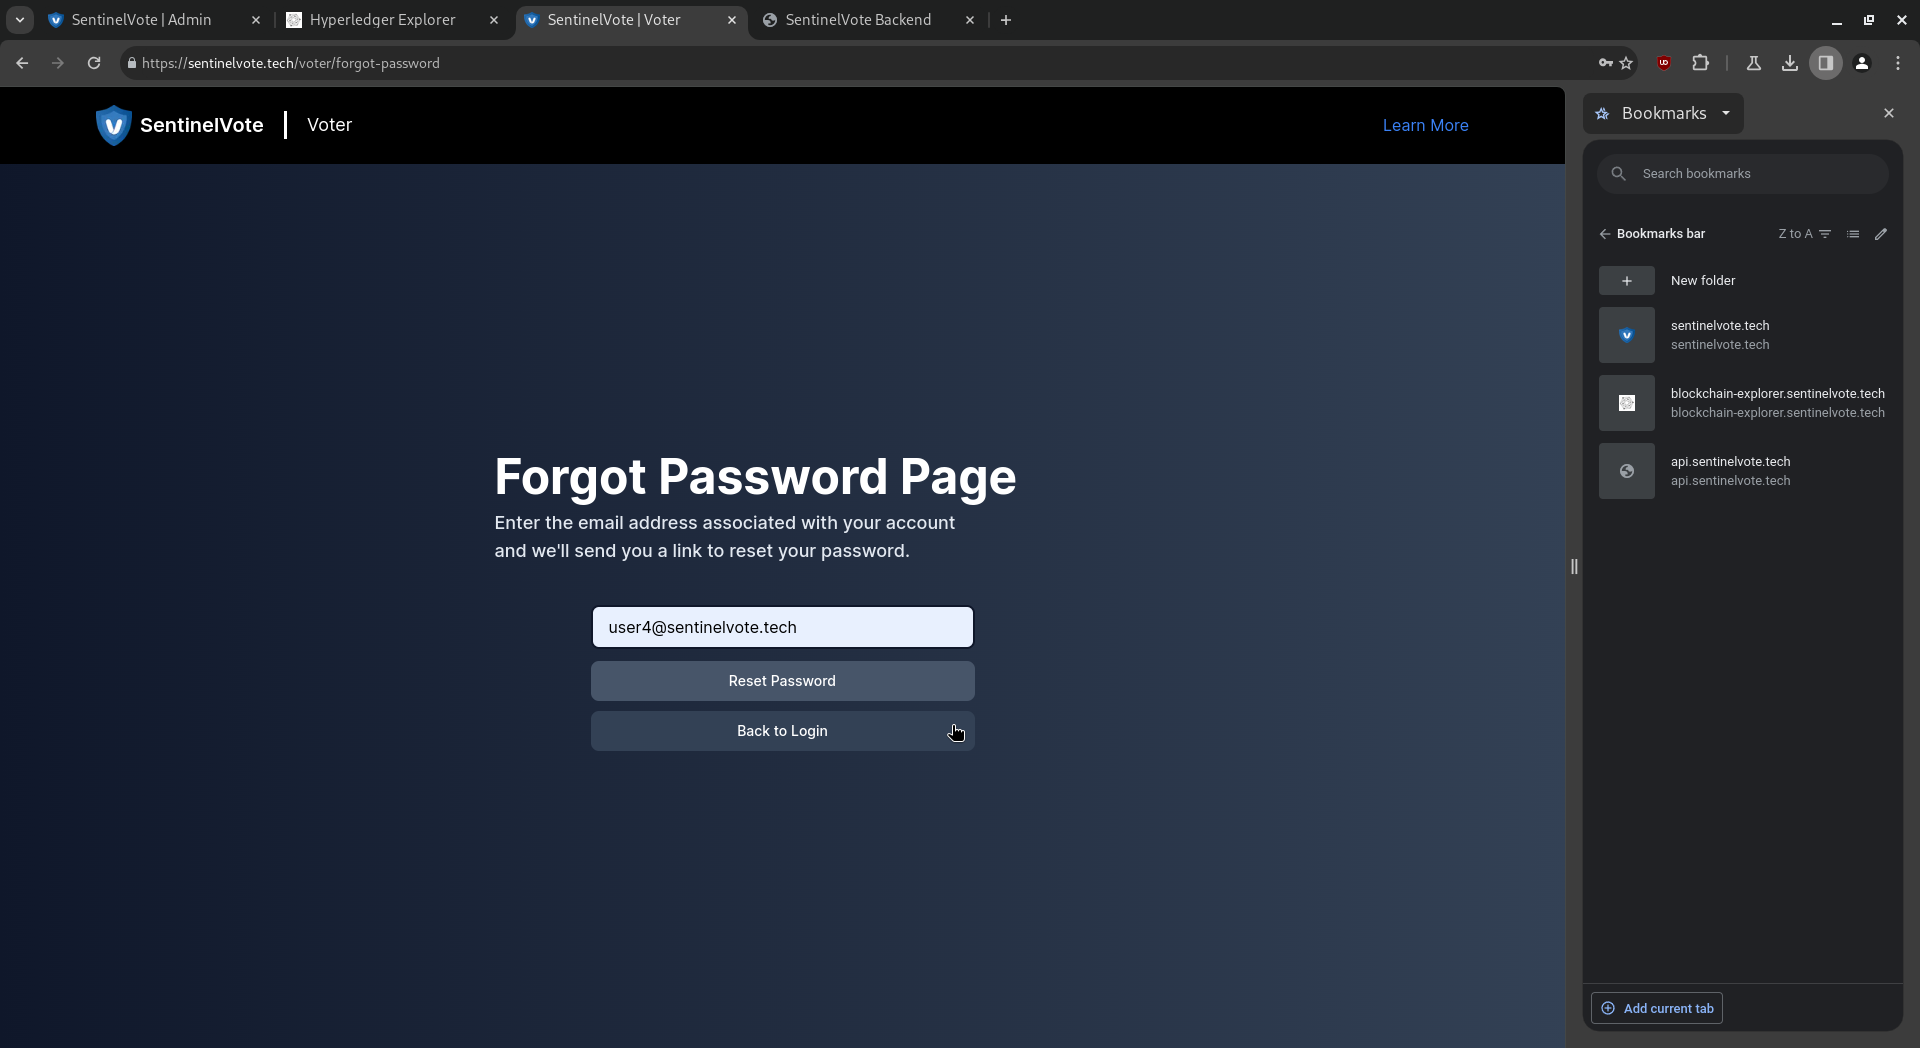 SentinelVote | Admin
Hyperledger Explorer
SentinelVote | Voter
SentinelVote Backend
https://sentinelvote.tech/voter/forgot-password
SentinelVote
Voter
Learn More
Forgot Password Page
Enter the email address associated with your account
and we'll send you a link to reset your password.
user4@sentinelvote.tech
Reset Password
Back to Login
Bookmarks
Search bookmarks
Bookmarks bar
Z to A
New folder
sentinelvote.tech
sentinelvote.tech
blockchain-explorer.sentinelvote.tech
blockchain-explorer.sentinelvote.tech
api.sentinelvote.tech
api.sentinelvote.tech
Add current tab